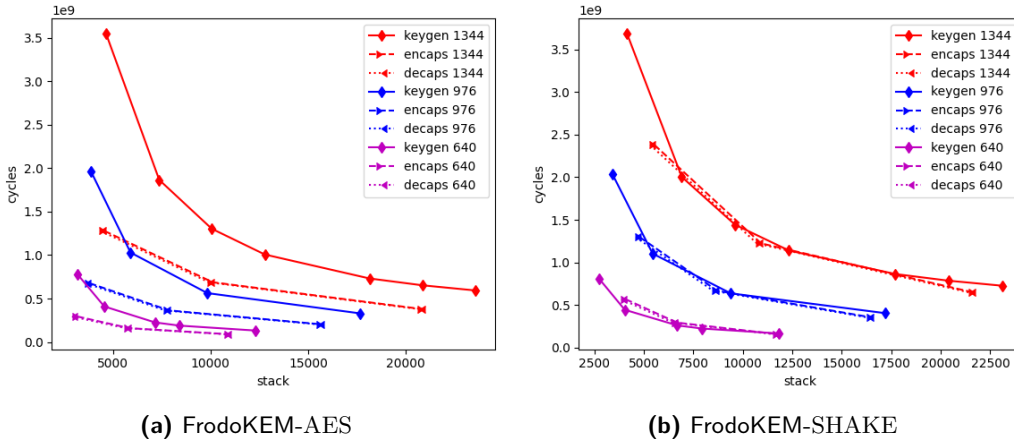 1e9
3.5
3.0
2.5
2.0
1.5
1.0
0.5
0.0
cycles
5000 10000 15000 20000
stack
keygen 1344
encaps 1344
decaps 1344
keygen 976
encaps 976
decaps 976
keygen 640
encaps 640
decaps 640
(a) FrodoKEM-AES
1e9
3.5
3.0
2.5
2.0
1.5
1.0
0.5
0.0
cycles
2500 5000 7500 10000 12500 15000 17500 20000 22500
stack
keygen 1344
encaps 1344
decaps 1344
keygen 976
encaps 976
decaps 976
keygen 640
encaps 640
decaps 640
(b) FrodoKEM-SHAKE